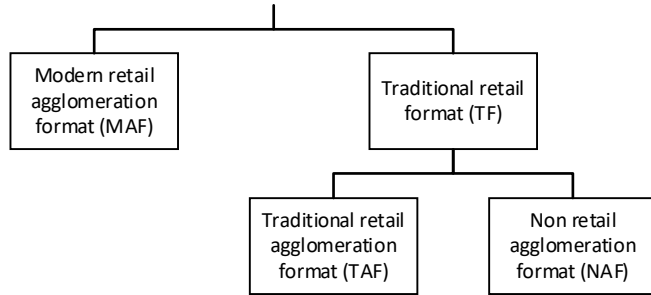 Modern retail
agglomeration
format (MAF)
Traditional retail
format (TF)
Traditional retail
agglomeration
format (TAF)
Non retail
agglomeration
format (NAF)